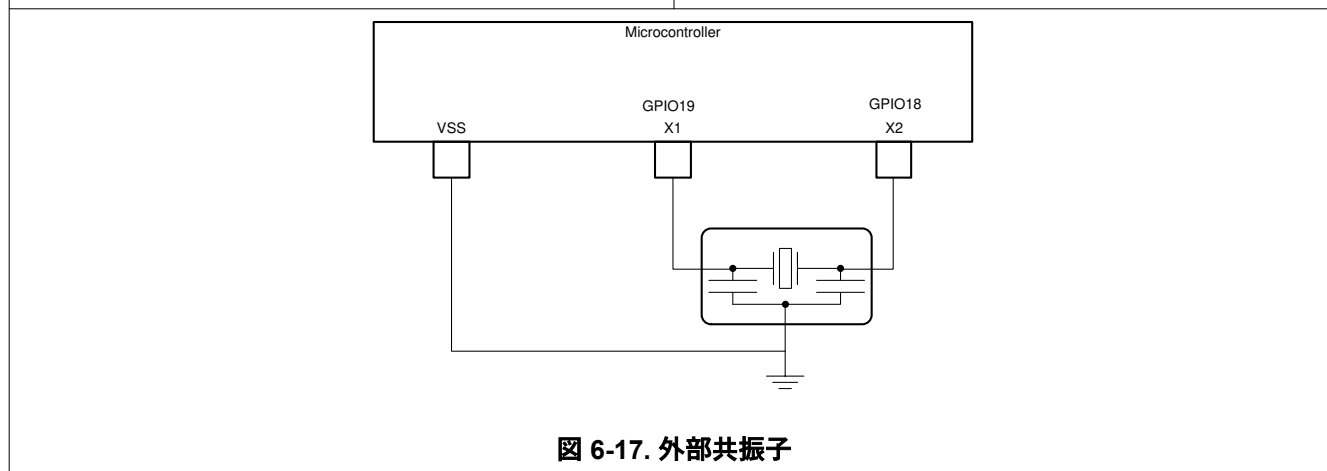 Microcontroller
GPIO19
GPIO18
VSS
X1
X2
図 6-17. 外部共振子